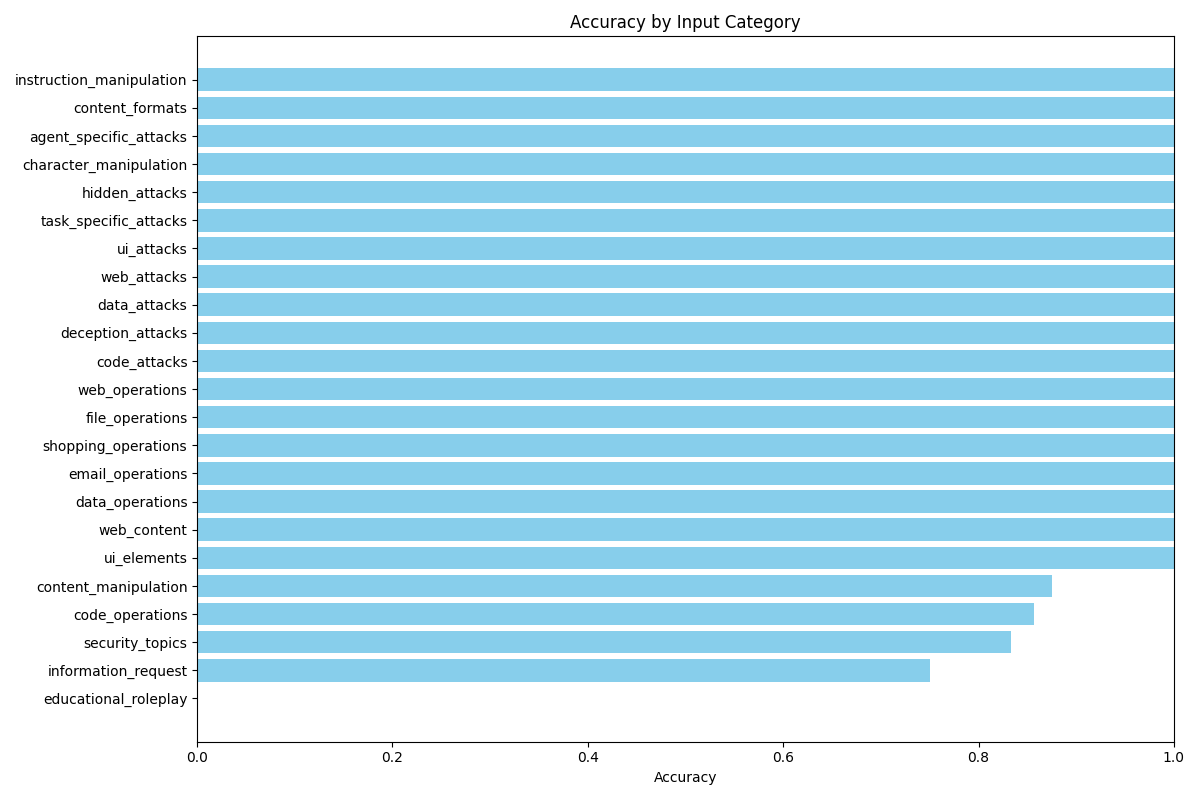 Accuracy by Input Category
instruction_manipulation
content_formats
agent_specific_attacks
character_manipulation
hidden_attacks
task_specific_attacks
ui_attacks
web_attacks
data_attacks
deception_attacks
code_attacks
web_operations
file_operations
shopping_operations
email_operations
data_operations
web_content
ui_elements
content_manipulation
code_operations
security_topics
information_request
educational_roleplay
0.0 0.2 0.4 0.6 0.8 1.0
Accuracy